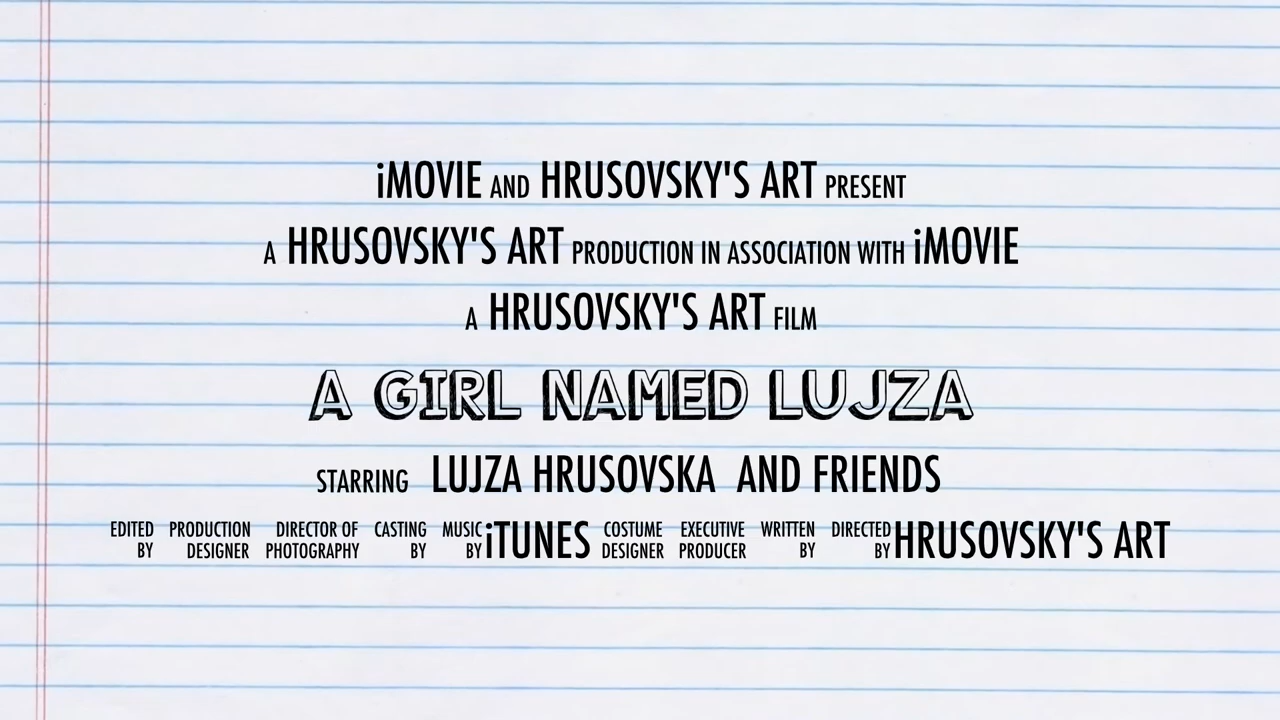 iMOVIE AND HRUSOVSKY'S ART PRESENT
A HRUSOVSKY'S ART PRODUCTION IN ASSOCIATION WITH iMOVIE
A HRUSOVSKY'S ART FILM
A GIRL NAMED LUJZA
STARRING LUJZA HRUSOVSKA AND FRIENDS
EDITED BY PRODUCTION DESIGNER DIRECTOR OF PHOTOGRAPHY CASTING BY MUSIC BY iTUNES COSTUME DESIGNER EXECUTIVE PRODUCER WRITTEN BY DIRECTED BY HRUSOVSKY'S ART